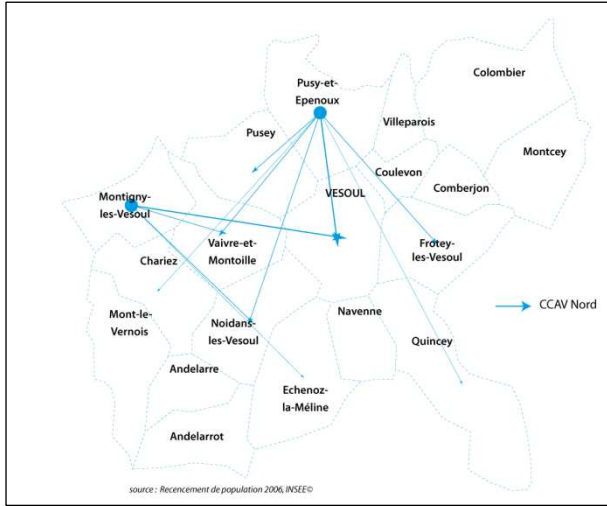 Colombier
Pusy-et-
Epenoux
Villeparois
Pusey
Montcey
Coulevon
Comberjon
VESOUL
Montigny-
les-Vesoul
Vaivre-et-
Montoille
Frotey-
les-Vesoul
Chariez
CCAV Nord
Mont-le-
Vernois
Noidans-
les-Vesoul
Navenne
Quincey
Andelarre
Echenoz-
la-Méline
Andelarrot
source : Recencement de population 2006, INSEE©